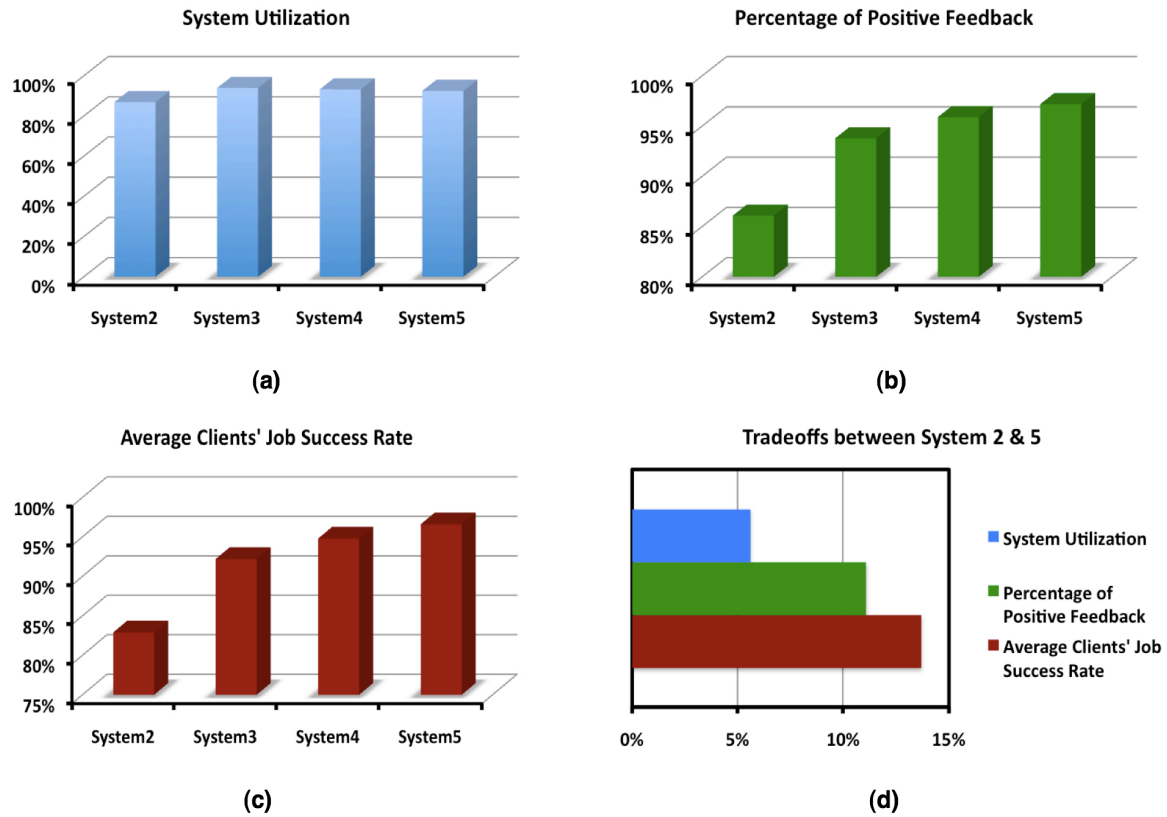 System Utilization
100%
80%
60%
40%
20%
0%
System2 System3 System4 System5
(a)
Percentage of Positive Feedback
100%
95%
90%
85%
80%
System2 System3 System4 System5
(b)
Average Clients' Job Success Rate
100%
95%
90%
85%
80%
75%
System2 System3 System4 System5
(c)
Tradeoffs between System 2 & 5
0% 5% 10% 15%
System Utilization
Percentage of
Positive Feedback
Average Clients' Job
Success Rate
(d)